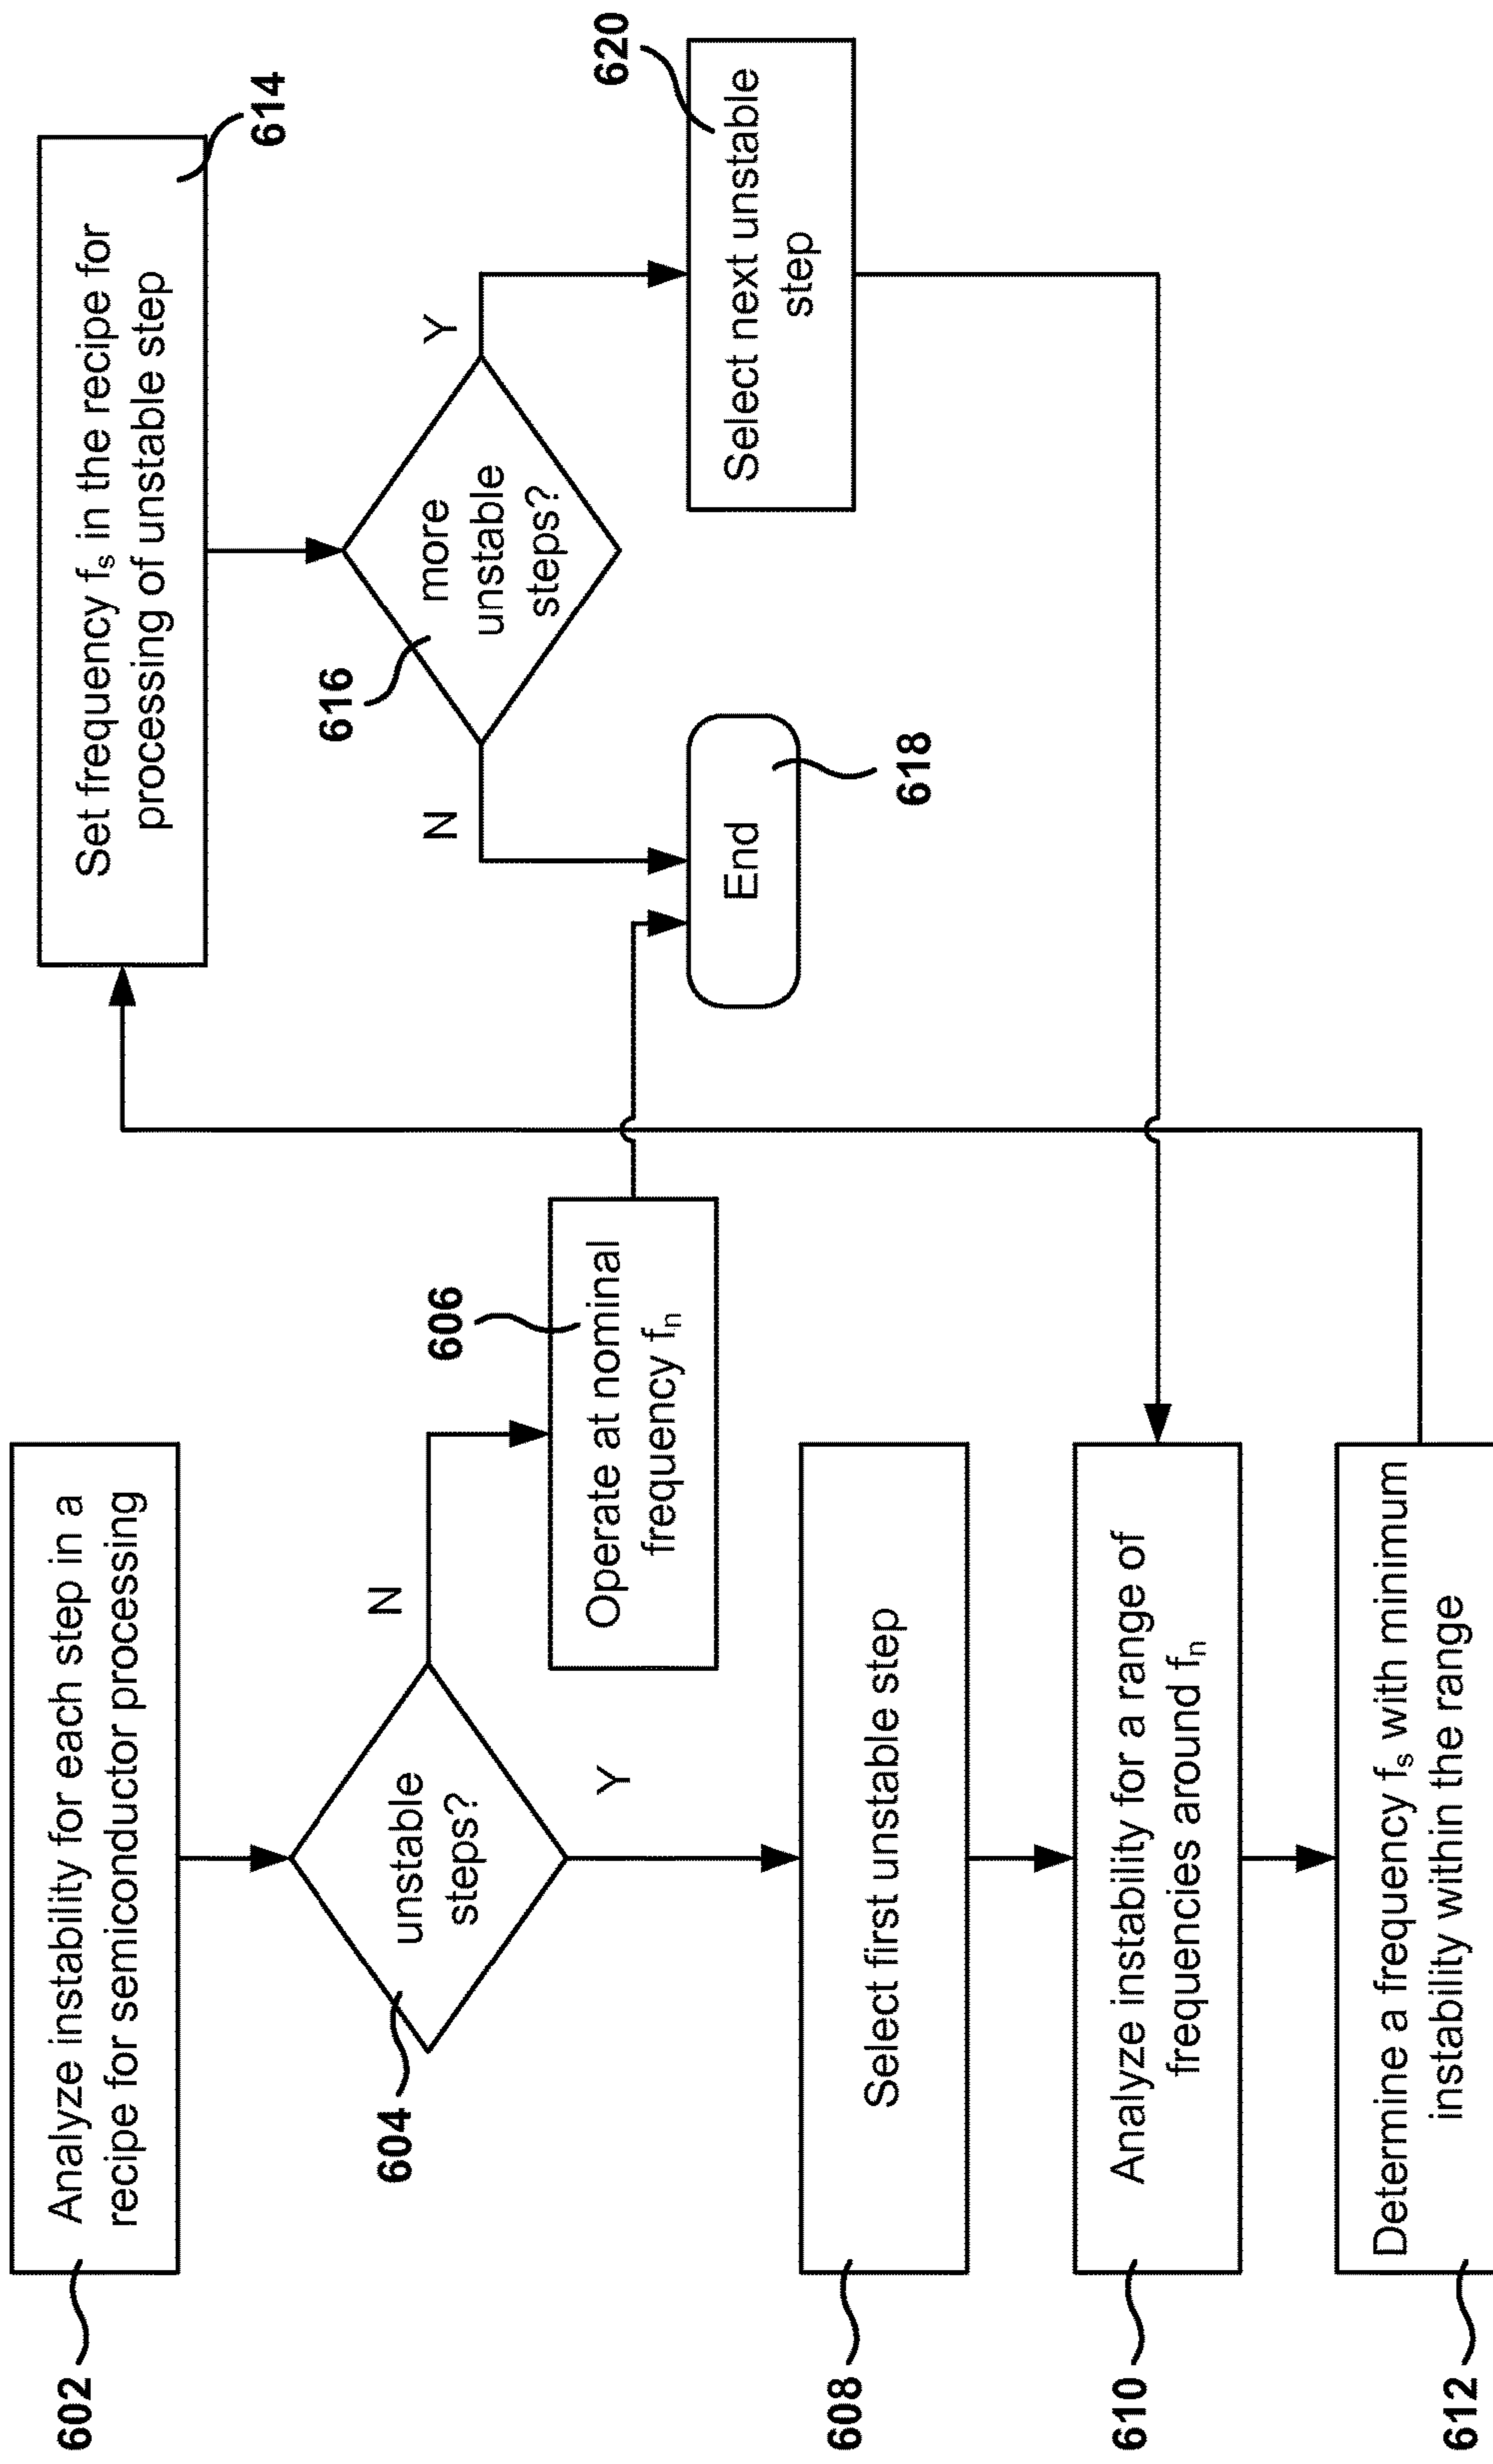 602
Analyze instability for each step in a
recipe for semiconductor processing
604
unstable
steps?
N
Y
606
Operate at nominal
frequency fₙ
608
Select first unstable step
610
Analyze instability for a range of
frequencies around fₙ
612
Determine a frequency fₛ with minimum
instability within the range
614
Set frequency fₛ in the recipe for
processing of unstable step
616
more
unstable
steps?
N
Y
End
618
620
Select next unstable
step